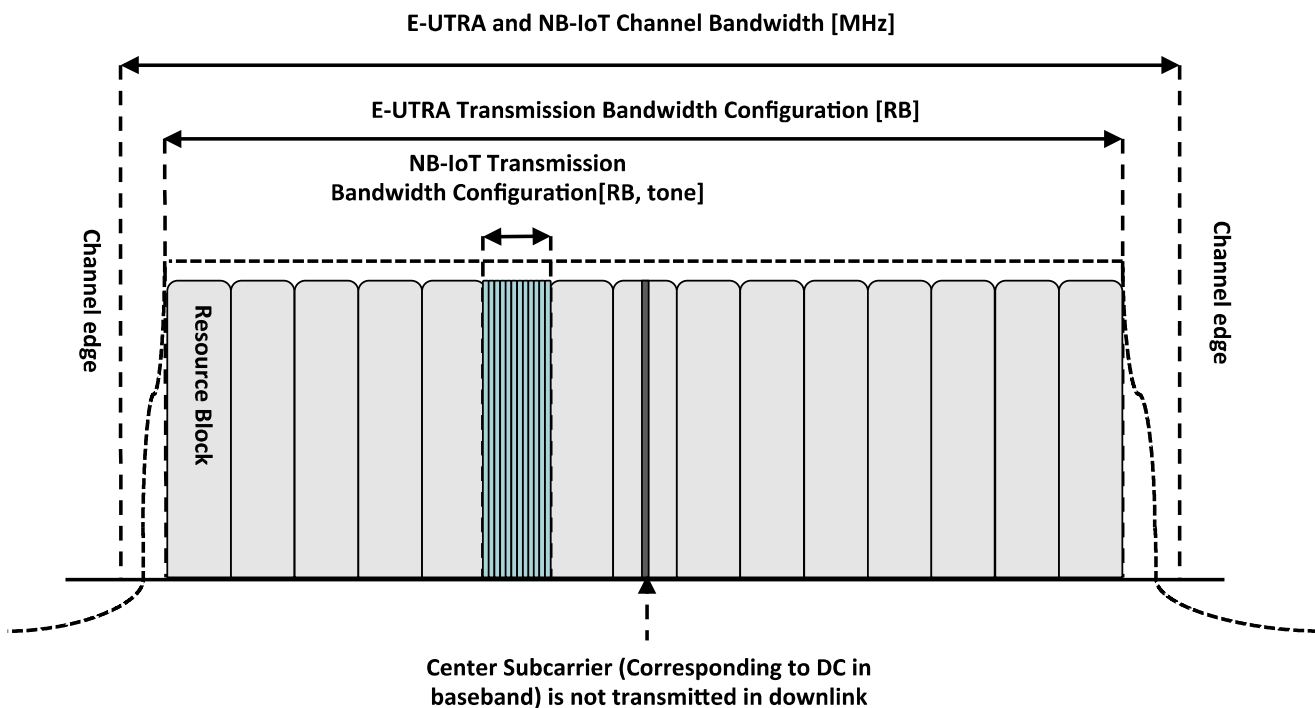 E-UTRA and NB-IoT Channel Bandwidth [MHz]
E-UTRA Transmission Bandwidth Configuration [RB]
NB-IoT Transmission
Bandwidth Configuration[RB, tone]
Channel edge
Channel edge
Resource Block
Center Subcarrier (Corresponding to DC in
baseband) is not transmitted in downlink